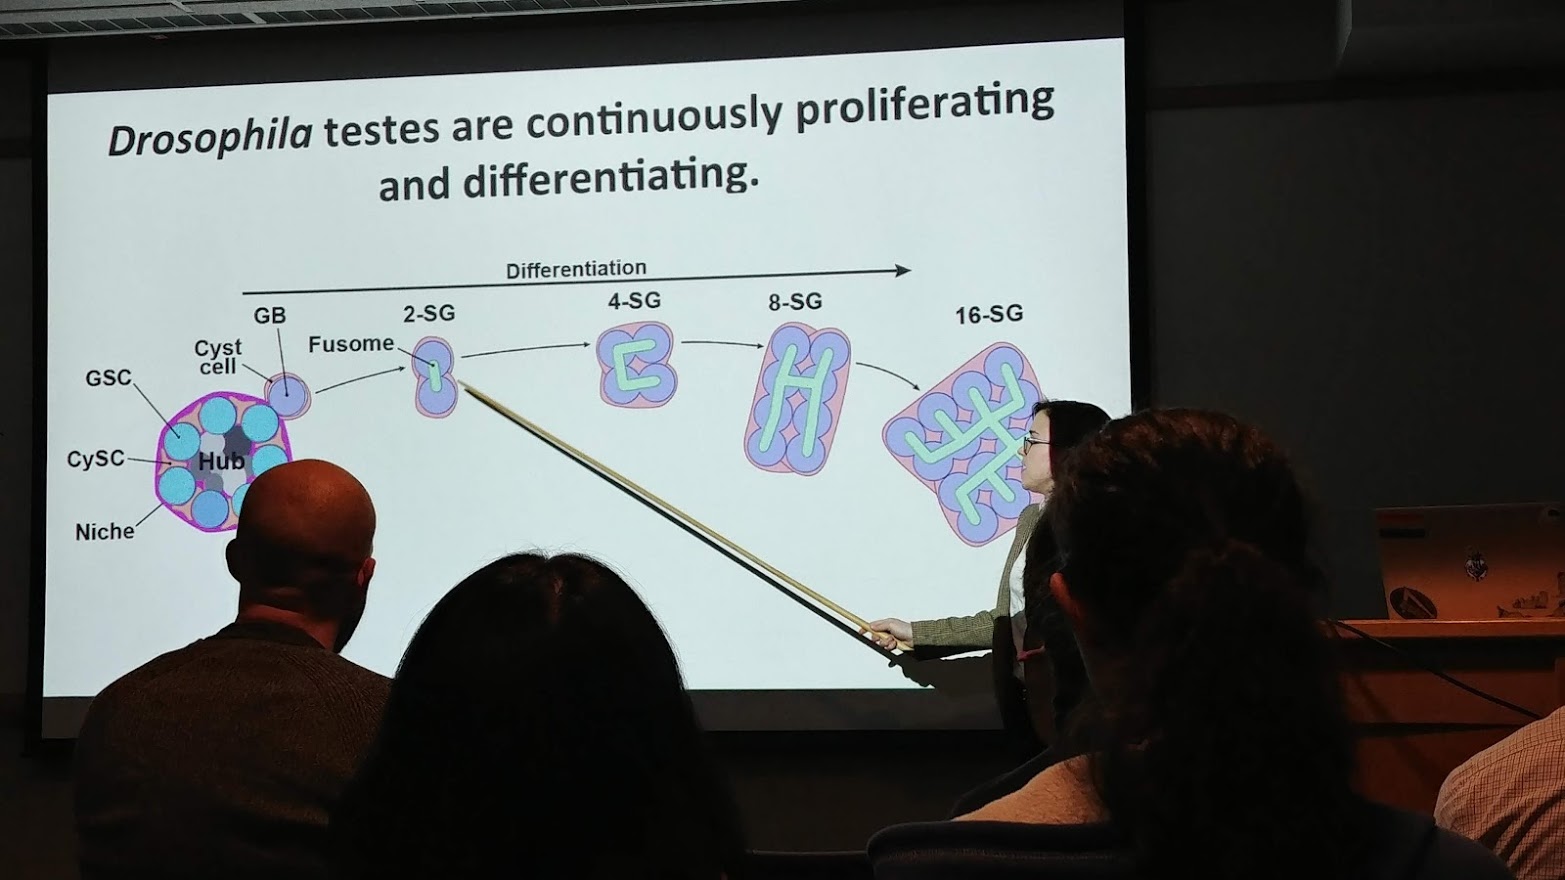 Drosophila testes are continuously proliferating
and differentiating.
Differentiation
GB
2-SG
4-SG
8-SG
16-SG
Cyst
cell
Fusome
GSC
CySC
Hub
Niche